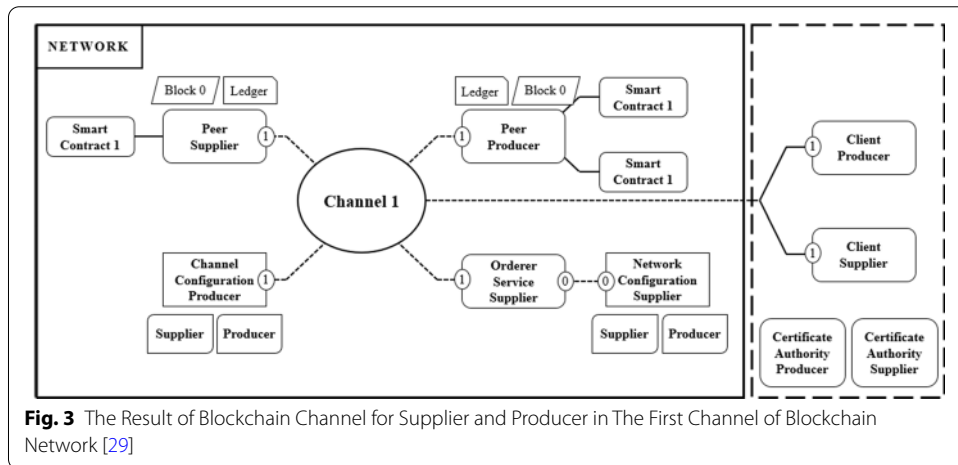 NETWORK
Block 0
Ledger
Ledger
Block 0
Smart
Contract 1
Smart
Contract 1
Peer
Supplier
1
1
Peer
Producer
Smart
Contract 1
Client
Producer
1
Channel 1
Client
Supplier
1
Channel
Configuration
Producer
1
1
Orderer
Service
Supplier
0
0
Network
Configuration
Supplier
Supplier
Producer
Supplier
Producer
Certificate
Authority
Producer
Certificate
Authority
Supplier
Fig. 3 The Result of Blockchain Channel for Supplier and Producer in The First Channel of Blockchain
Network [29]